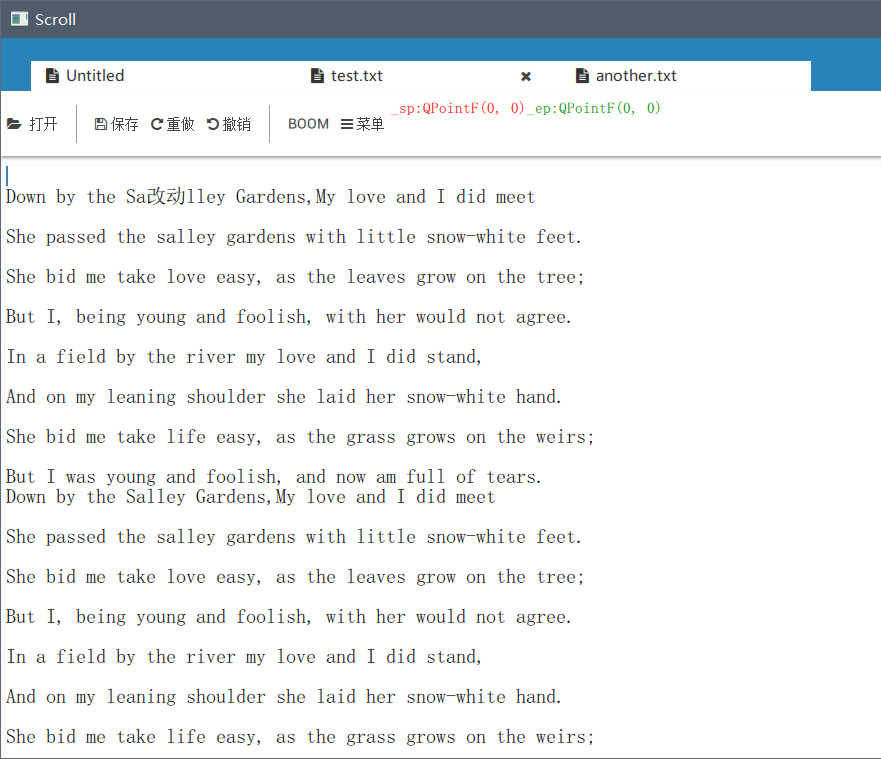 Scroll
Untitled test.txt another.txt
打开 保存 重做 撤销 BOOM 菜单 _sp:QPointF(0, 0)_ep:QPointF(0, 0)
Down by the Sa改动lley Gardens,My love and I did meet
She passed the salley gardens with little snow-white feet.
She bid me take love easy, as the leaves grow on the tree;
But I, being young and foolish, with her would not agree.
In a field by the river my love and I did stand,
And on my leaning shoulder she laid her snow-white hand.
She bid me take life easy, as the grass grows on the weirs;
But I was young and foolish, and now am full of tears.
Down by the Salley Gardens,My love and I did meet
She passed the salley gardens with little snow-white feet.
She bid me take love easy, as the leaves grow on the tree;
But I, being young and foolish, with her would not agree.
In a field by the river my love and I did stand,
And on my leaning shoulder she laid her snow-white hand.
She bid me take life easy, as the grass grows on the weirs;